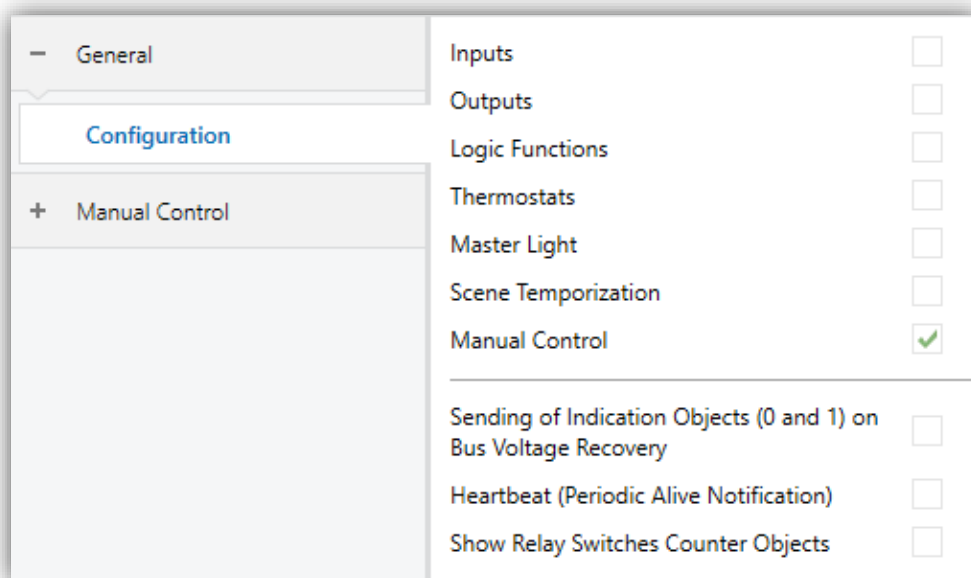 General
Configuration
Manual Control
Inputs
Outputs
Logic Functions
Thermostats
Master Light
Scene Temporization
Manual Control
Sending of Indication Objects (0 and 1) on
Bus Voltage Recovery
Heartbeat (Periodic Alive Notification)
Show Relay Switches Counter Objects